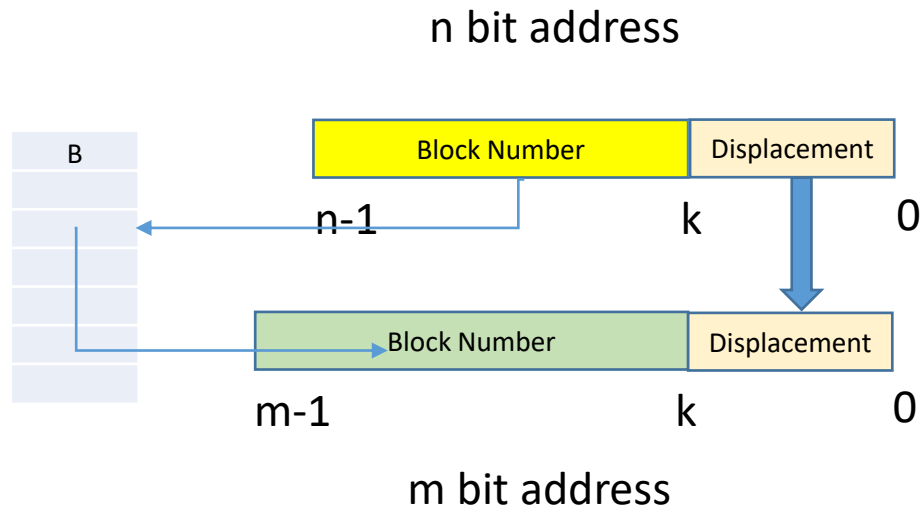 n bit address
B
Block Number
Displacement
n-1
k
0
Block Number
Displacement
m-1
k
0
m bit address